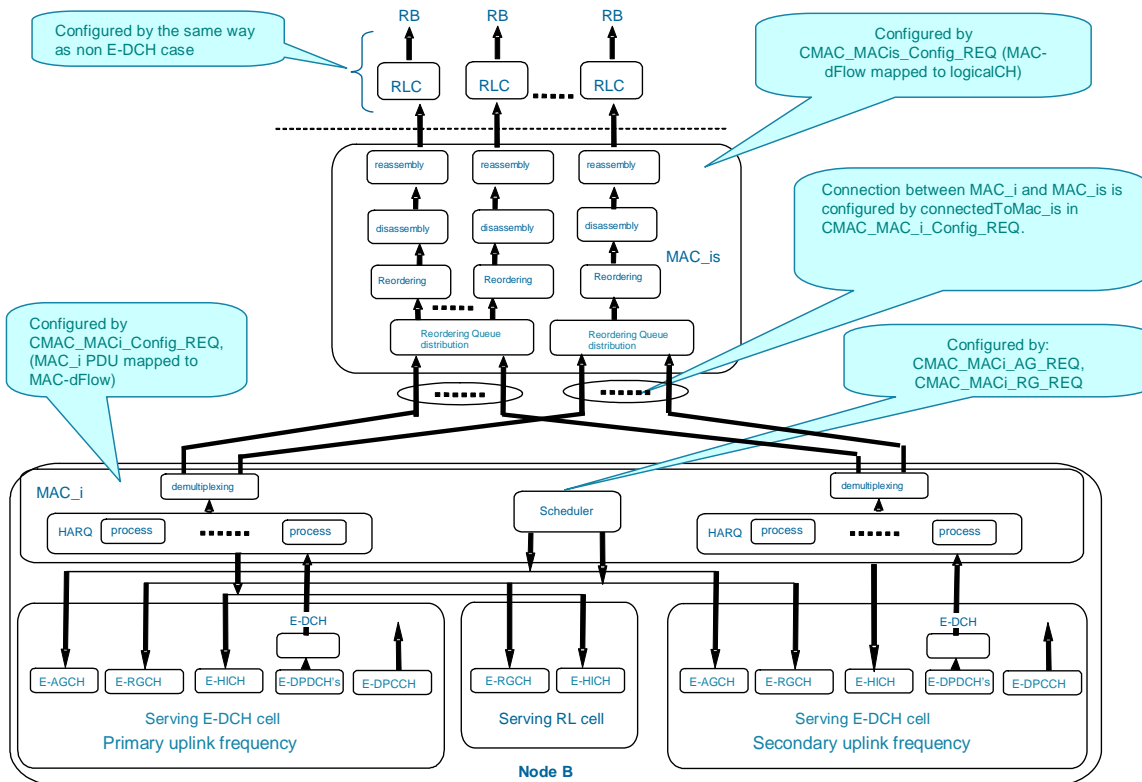 RB
RB
RB
Configured by the same way
as non E-DCH case
Configured by
CMAC_MACis_Config_REQ (MAC-
dFlow mapped to logicalCH)
RLC
RLC
RLC
reassembly
reassembly
reassembly
disassembly
disassembly
disassembly
Reordering
Reordering
Reordering
MAC_is
Connection between MAC_i and MAC_is is
configured by connectedToMac_is in
CMAC_MAC_i_Config_REQ.
Reordering Queue
distribution
Reordering Queue
distribution
Configured by
CMAC_MACi_Config_REQ,
(MAC_i PDU mapped to
MAC-dFlow)
Configured by:
CMAC_MACi_AG_REQ,
CMAC_MACi_RG_REQ
MAC_i
demultiplexing
Scheduler
demultiplexing
HARQ
process
process
HARQ
process
process
E-DCH
E-DCH
E-AGCH
E-RGCH
E-HICH
E-DPDCH's
E-DPCCH
E-RGCH
E-HICH
E-AGCH
E-RGCH
E-HICH
E-DPDCH's
E-DPCCH
Serving E-DCH cell
Primary uplink frequency
Serving RL cell
Serving E-DCH cell
Secondary uplink frequency
Node B